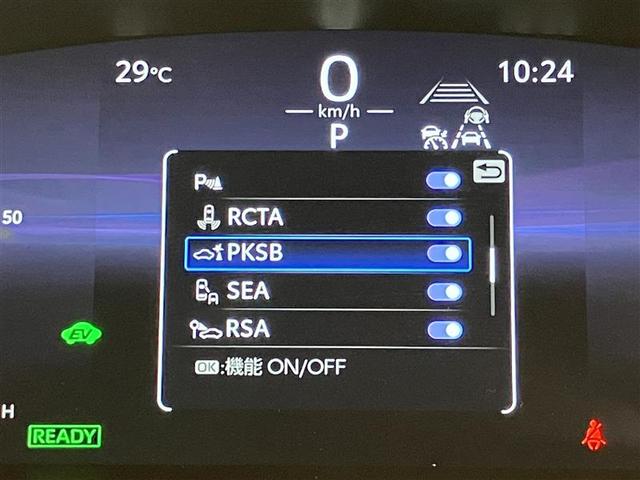 29°C
0
10:24
km/h
P
P
RCTA
50
PKSB
SEA
EV
RSA
OK:機能 ON/OFF
H
READY